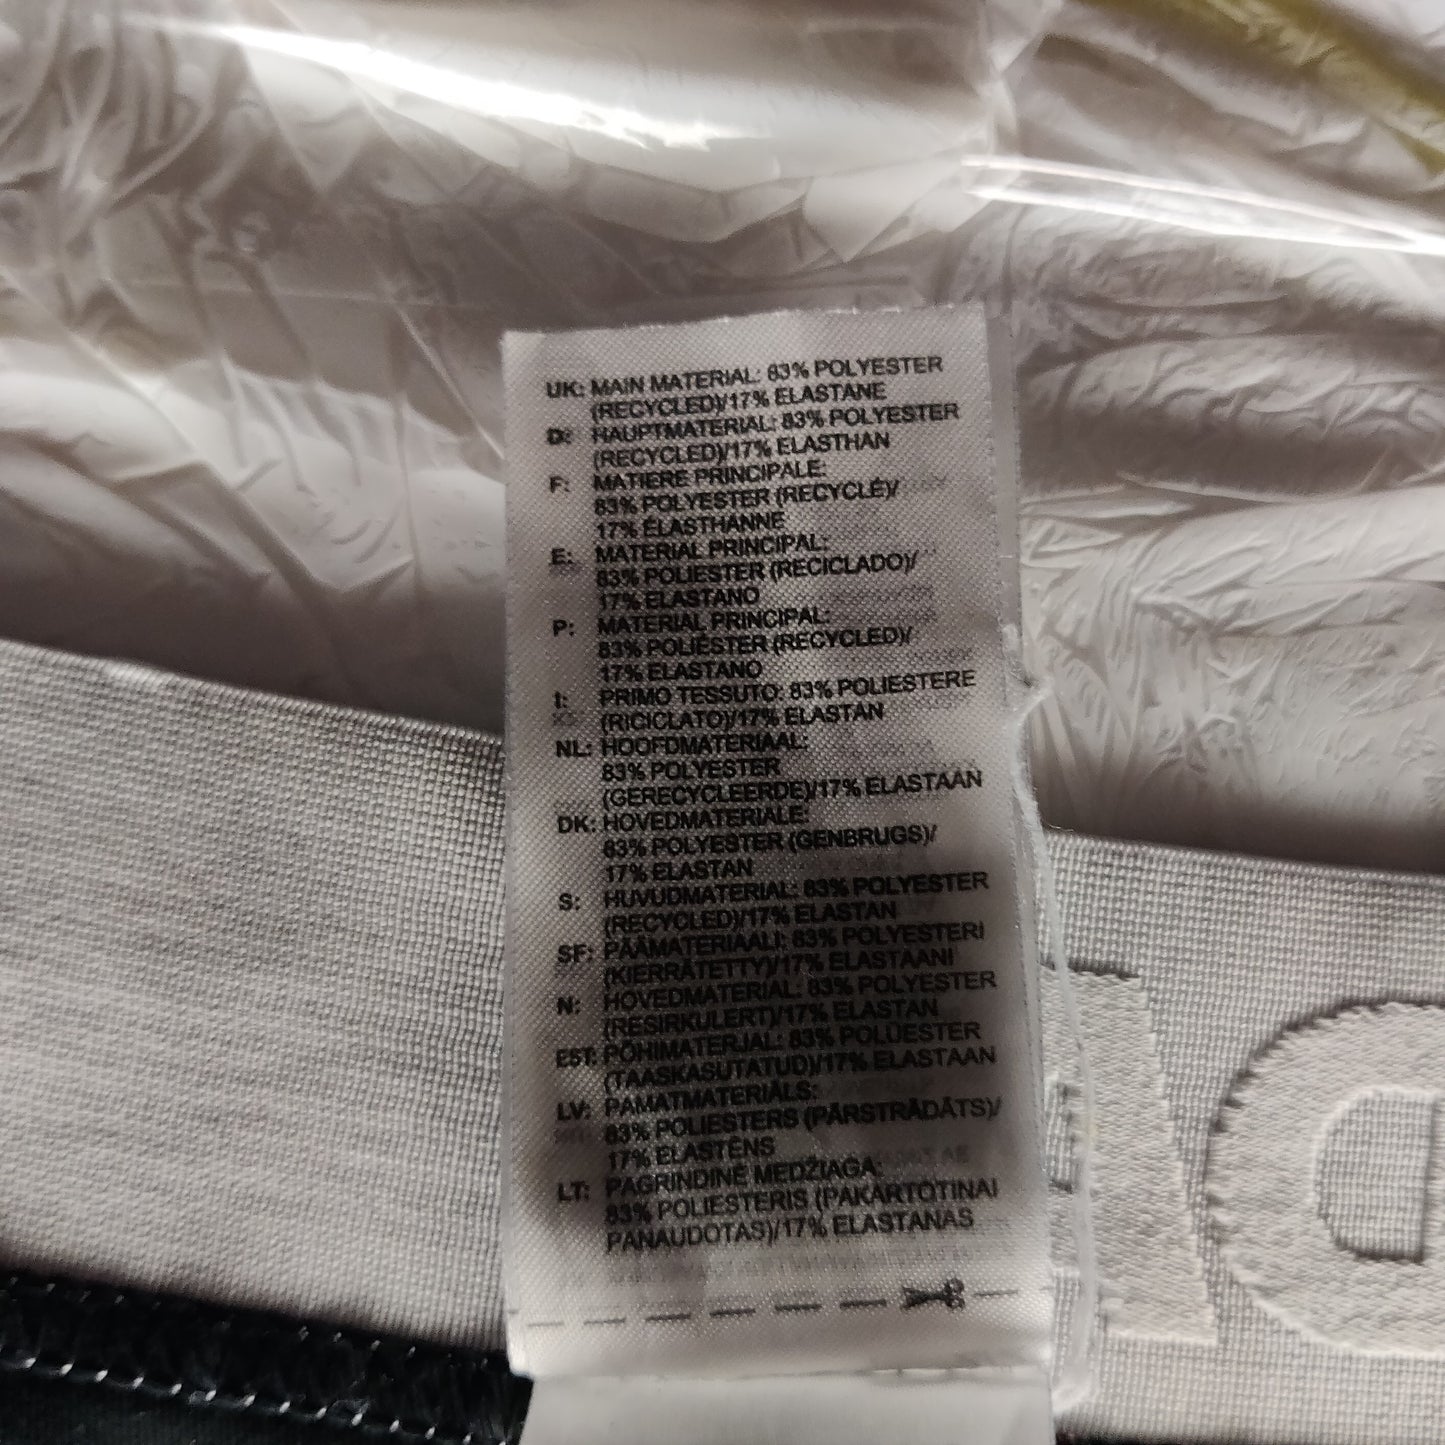 UK: MAIN MATERIAL: 83% POLYESTER
(RECYCLED)/17% ELASTANE
D: HAUPTMATERIAL: 83% POLYESTER
(RECYCLED)/17% ELASTHAN
F: MATIERE PRINCIPALE:
83% POLYESTER (RECYCLÉ)/
17% ÉLASTHANNE
E: MATERIAL PRINCIPAL:
83% POLIESTER (RECICLADO)/
17% ELASTANO
P: MATERIAL PRINCIPAL:
83% POLIÉSTER (RECYCLED)/
17% ELASTANO
I: PRIMO TESSUTO: 83% POLIESTERE
(RICICLATO)/17% ELASTAN
NL: HOOFDMATERIAAL:
83% POLYESTER
(GERECYCLEERDE)/17% ELASTAAN
DK: HOVEDMATERIALE:
83% POLYESTER (GENBRUGS)/
17% ELASTAN
S: HUVUDMATERIAL: 83% POLYESTER
(RECYCLED)/17% ELASTAN
SF: PÄÄMATERIAALI: 83% POLYESTERI
(KIERRÄTETTY)/17% ELASTAANI
N: HOVEDMATERIAL: 83% POLYESTER
(RESIRKULERT)/17% ELASTAN
EST: PÕHIMATERJAL: 83% POLÜESTER
(TAASKASUTATUD)/17% ELASTAAN
LV: PAMATMATERIĀLS:
83% POLIESTERS (PĀRSTRĀDĀTS)/
17% ELASTĒNS
LT: PAGRINDINĖ MEDŽIAGA:
83% POLIESTERIS (PAKARTOTINAI
PANAUDOTAS)/17% ELASTANAS